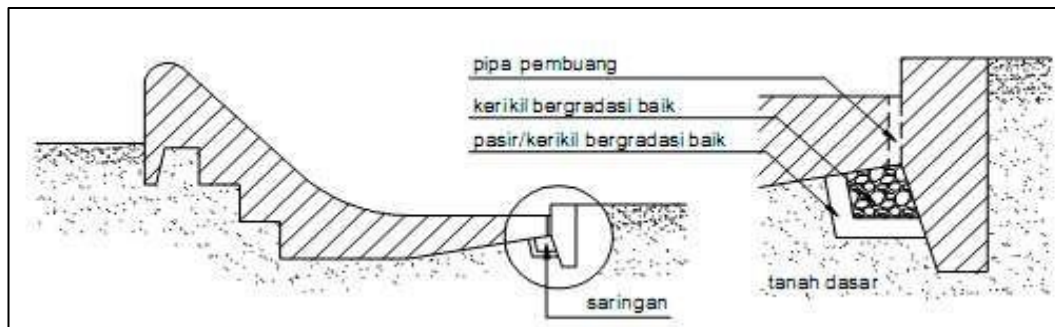 pipa pembuang
kerikil bergradasi baik
pasir/kerikil bergradasi baik
tanah dasar
saringan